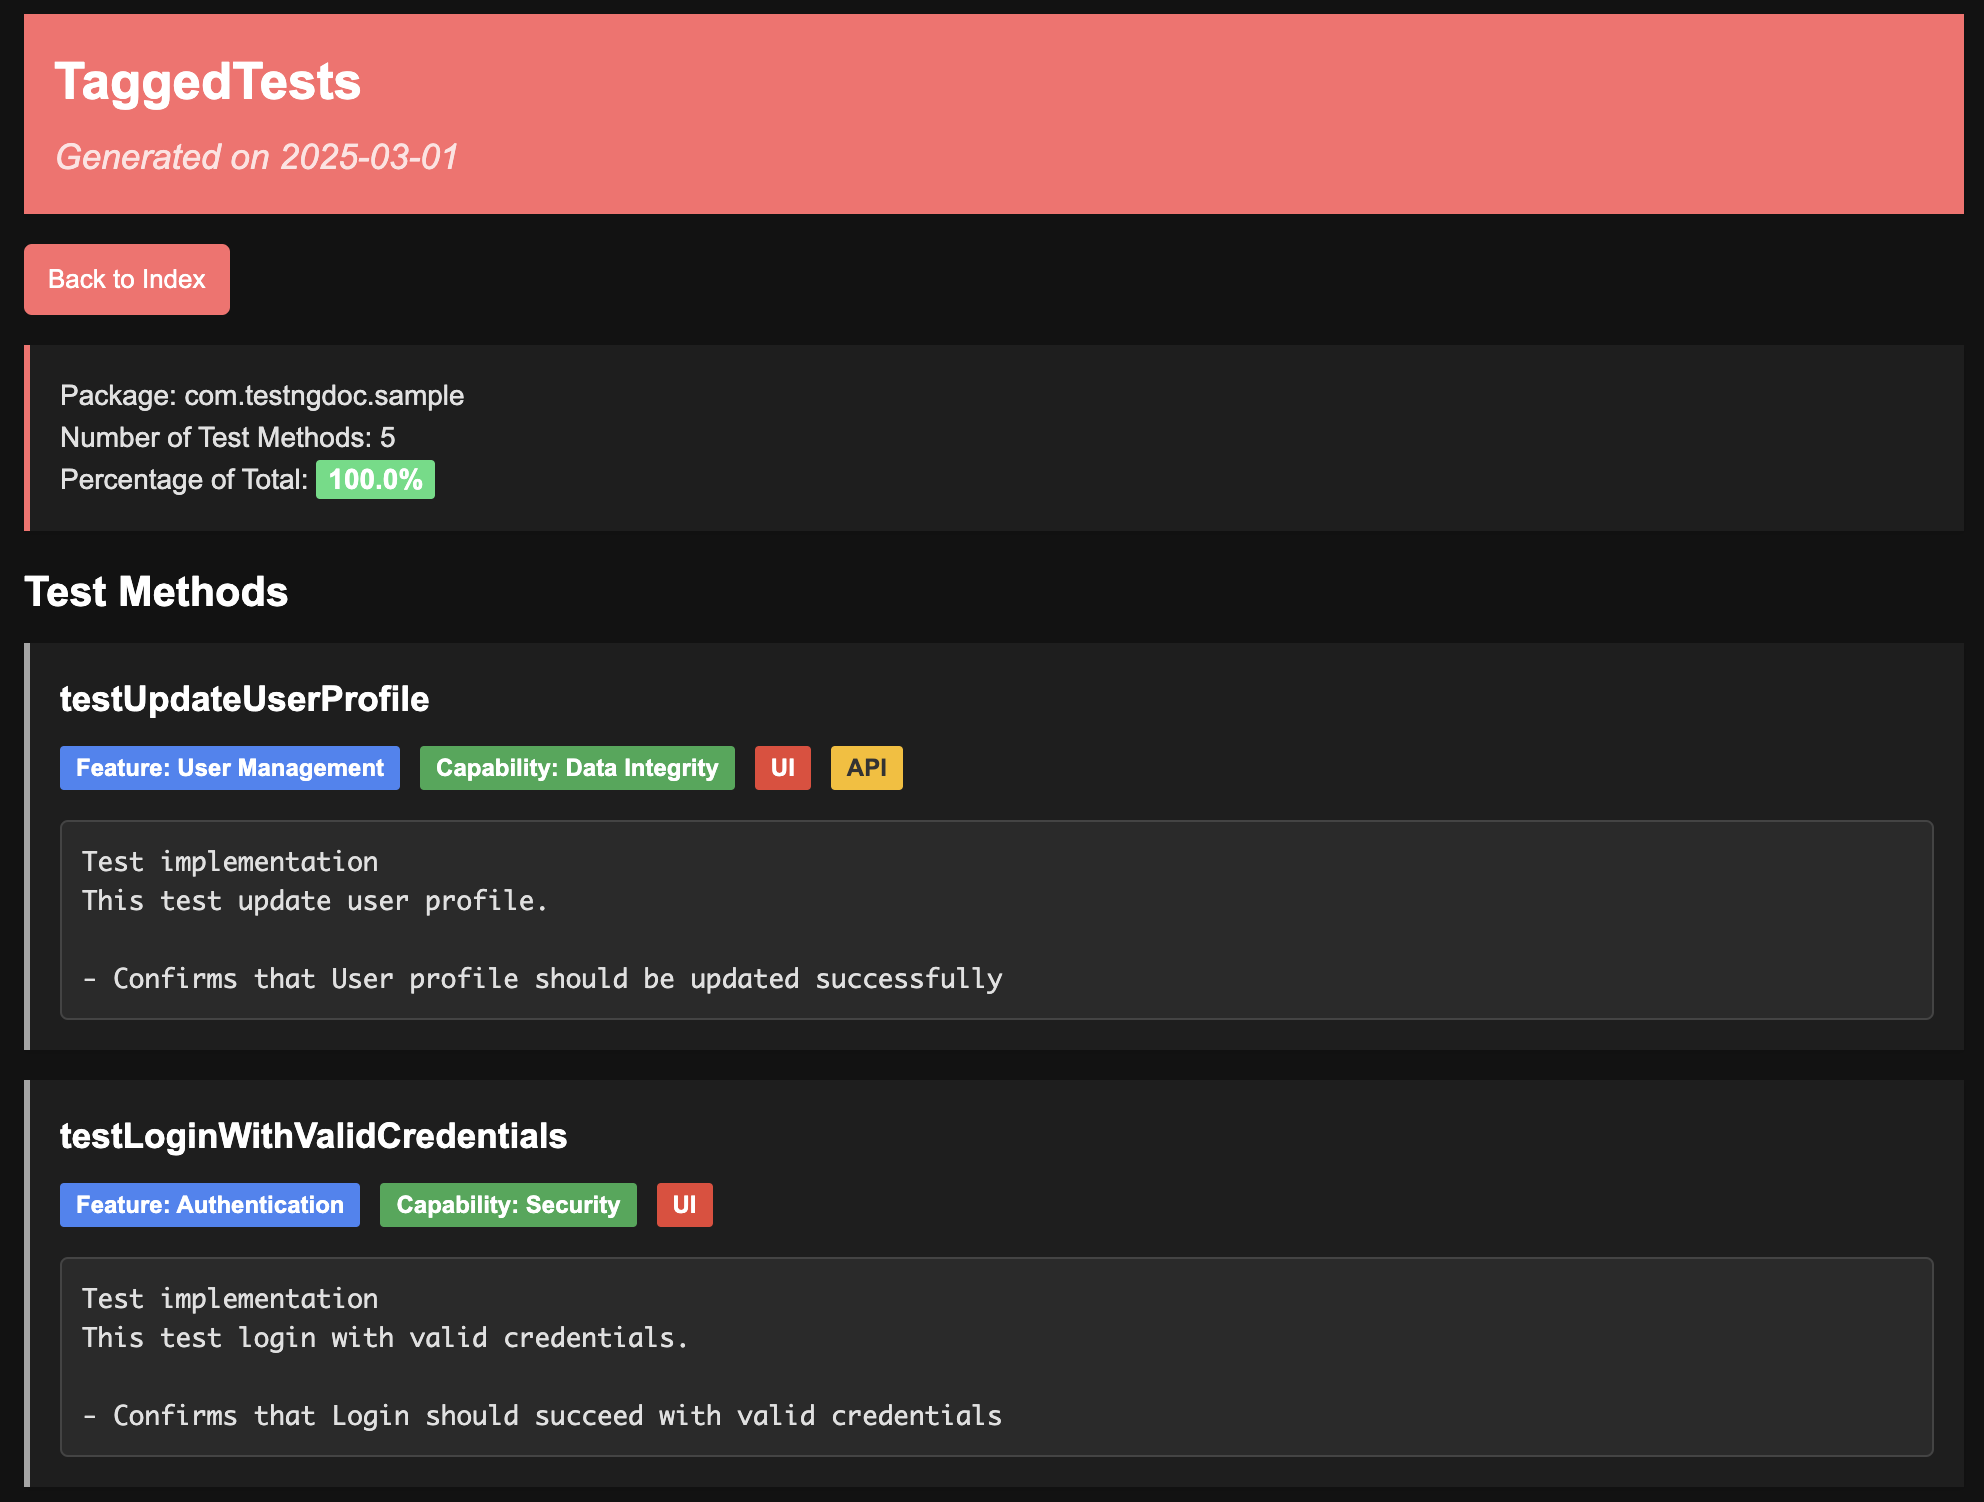 TaggedTests
Generated on 2025-03-01
Back to Index
Package: com.testngdoc.sample
Number of Test Methods: 5
Percentage of Total: 100.0%
Test Methods
testUpdateUserProfile
Feature: User Management Capability: Data Integrity UI API
Test implementation
This test update user profile.
- Confirms that User profile should be updated successfully
testLoginWithValidCredentials
Feature: Authentication Capability: Security UI
Test implementation
This test login with valid credentials.
- Confirms that Login should succeed with valid credentials